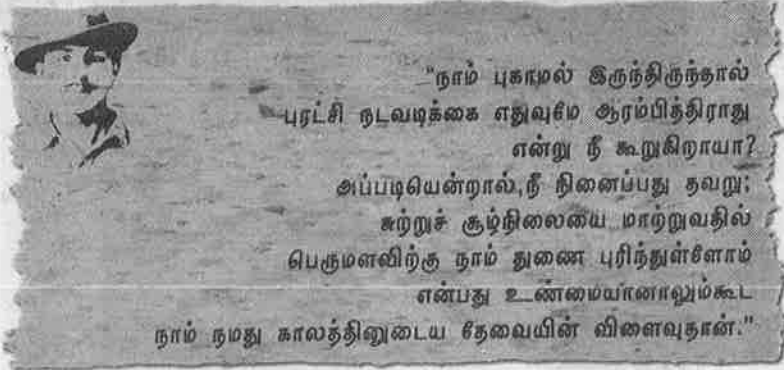 "நாம் புகாமல் இருந்திருந்தால்
புரட்சி நடவடிக்கை எதுவுமே ஆரம்பித்திராது
என்று நீ கூறுகிறாயா?
அப்படியென்றால்,நீ நினைப்பது தவறு;
சுற்றுச் சூழ்நிலையை மாற்றுவதில்
பெருமளவிற்கு நாம் துணை புரிந்துள்ளோம்
என்பது உண்மையானாலும்கூட
நாம் நமது காலத்தினுடைய தேவையின் விளைவுதான்."